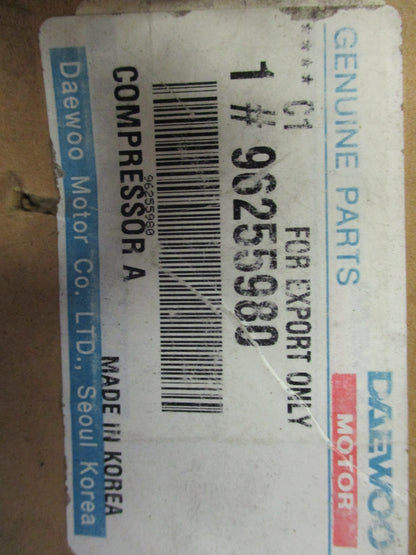 GENUINE PARTS
DAEWOO
MOTOR
**** C1
FOR EXPORT ONLY
1 # 96255980
96255980
COMPRESSOR A
MADE IN KOREA
Daewoo Motor Co. LTD., Seoul Korea